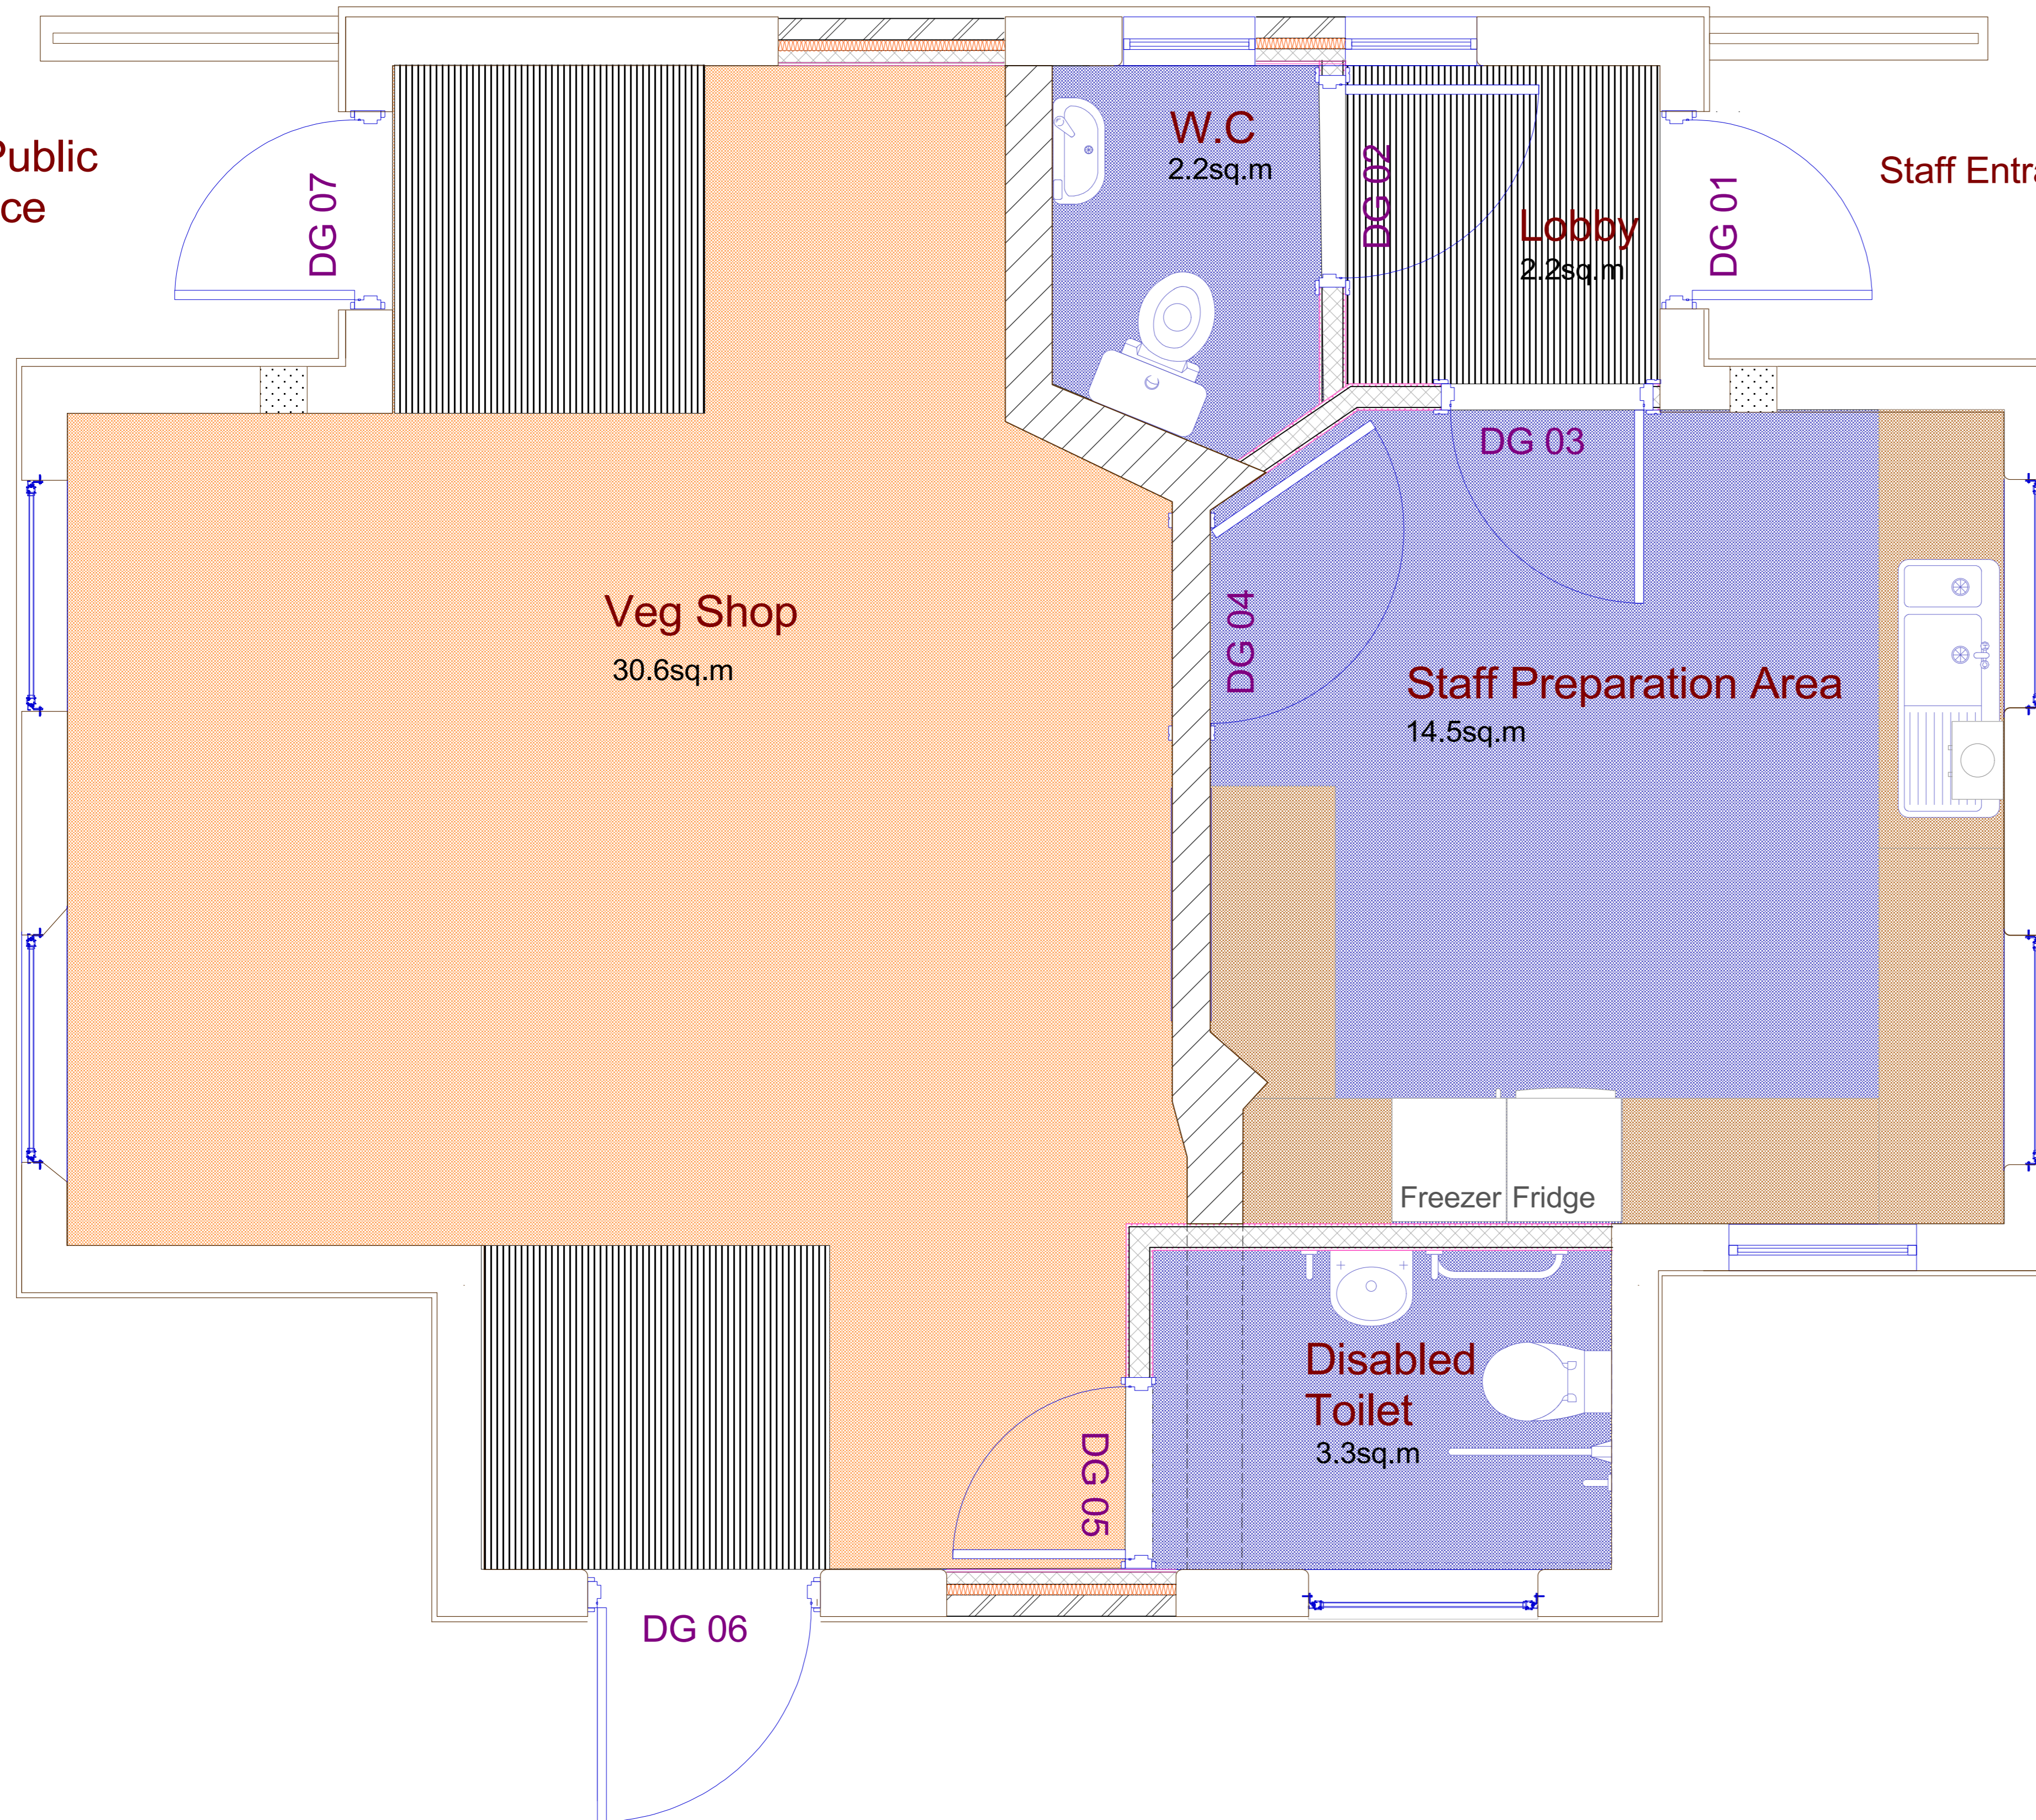 Public
ce
DG 07
W.C
2.2sq.m
DG 02
Lobby
2.2sq.m
DG 01
Staff Entra
DG 03
Veg Shop
30.6sq.m
DG 04
Staff Preparation Area
14.5sq.m
Freezer
Fridge
Disabled
Toilet
3.3sq.m
DG 05
DG 06